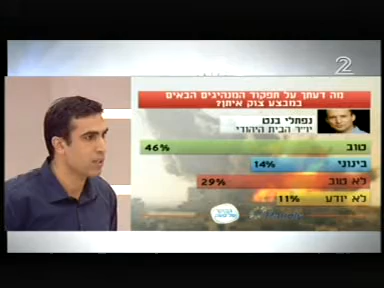 2
מה דעתך על תפקוד המנהיגים הבאים
במבצע צוק איתן?
נפתלי בנט
יו"ר הבית היהודי
טוב 46%
בינוני 14%
לא טוב 29%
לא יודע 11%